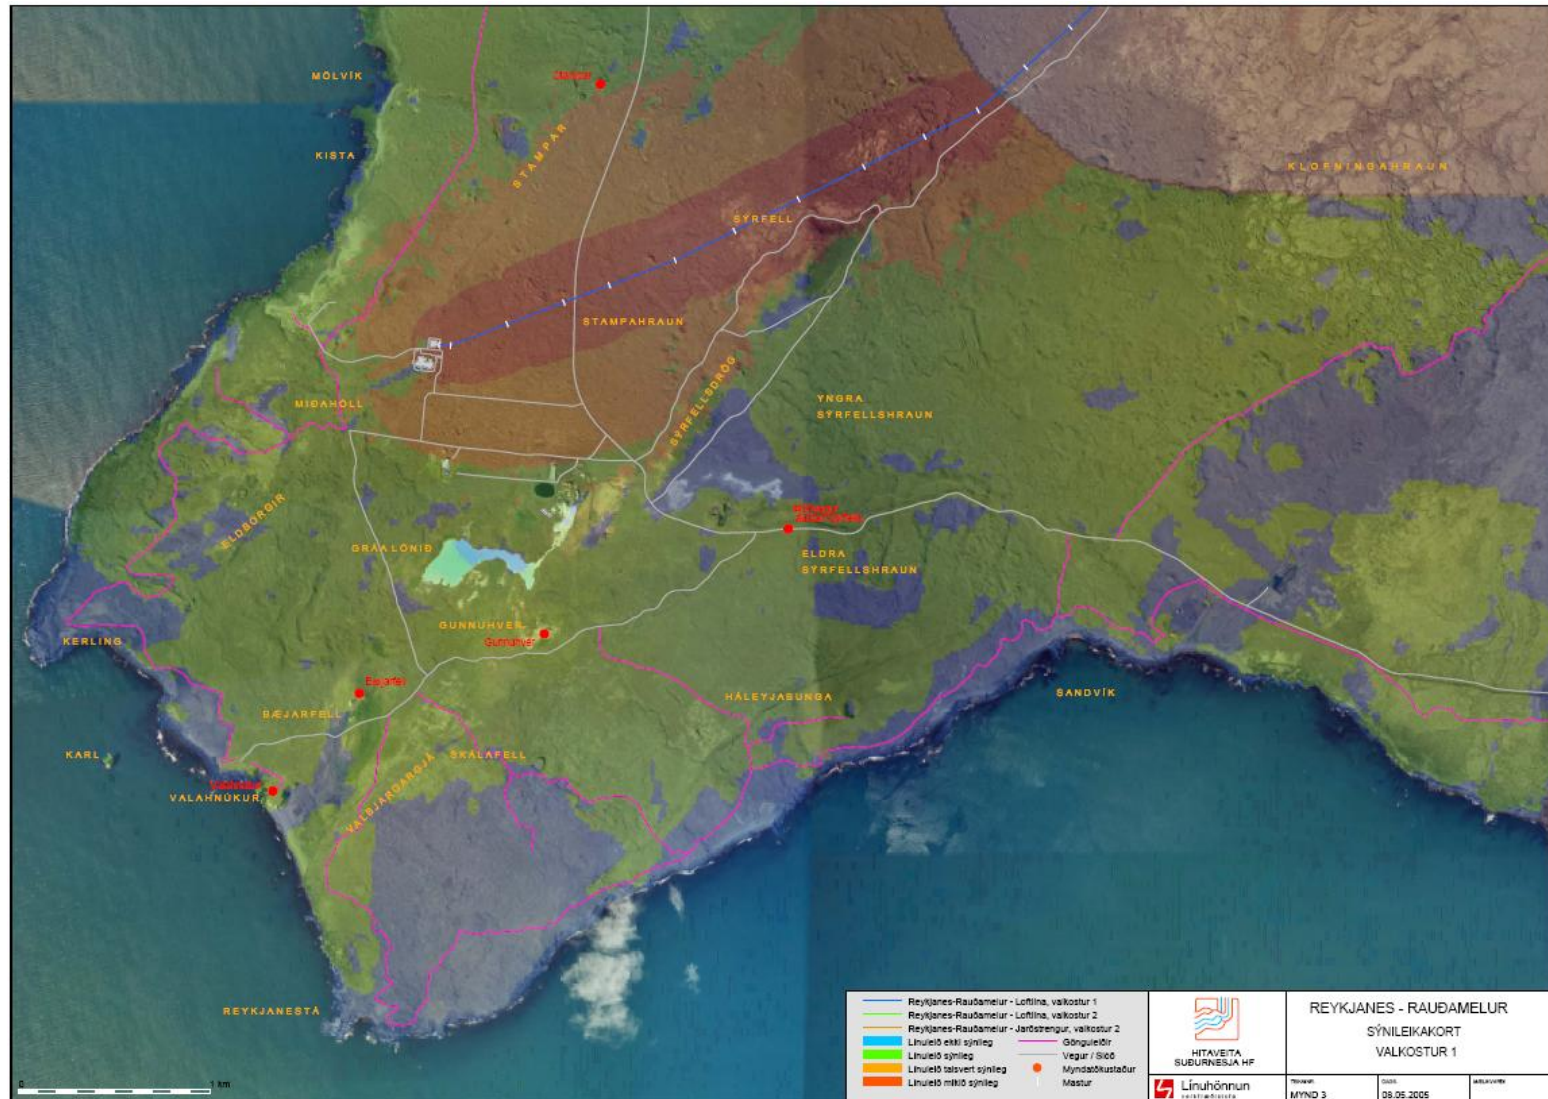 MÖLVÍK
KISTA
STAMPAR
KLOFNINGAHRAUN
SÝRFELL
STAMPAHRAUN
MIÐAHÓLL
SÝRFELLSDRÖG
YNGRA
SÝRFELLSHRAUN
ELDBORGIR
GRÁA LÓNIÐ
ELDRA
SÝRFELLSHRAUN
GUNNUHVER
Gunnuhver
KERLING
Bæjarfell
BÆJARFELL
HÁLEYJABUNGA
SANDVÍK
KARL
SKÁLAFELL
VALAHNÚKUR
VALBJARGARGJÁ
REYKJANESTÁ
0 1 km
Reykjanes-Rauðamelur - Loftlína, valkostur 1
Reykjanes-Rauðamelur - Loftlína, valkostur 2
Reykjanes-Rauðamelur - Jarðstrengur, valkostur 2
Línuleið ekki sýnileg
Línuleið sýnileg
Línuleið talsvert sýnileg
Línuleið mikið sýnileg
Gönguleiðir
Vegur / Slóð
Myndatökustaður
Mastur
HITAVEITA
SUÐURNESJA HF
Línuhönnun
REYKJANES - RAUÐAMELUR
SÝNILEIKAKORT
VALKOSTUR 1
MYND 3
08.05.2005